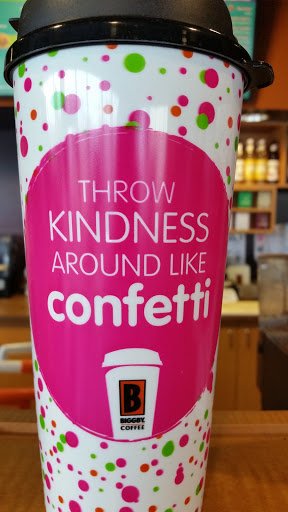 THROW
KINDNESS
AROUND LIKE
confetti
B
BIGGBY
COFFEE